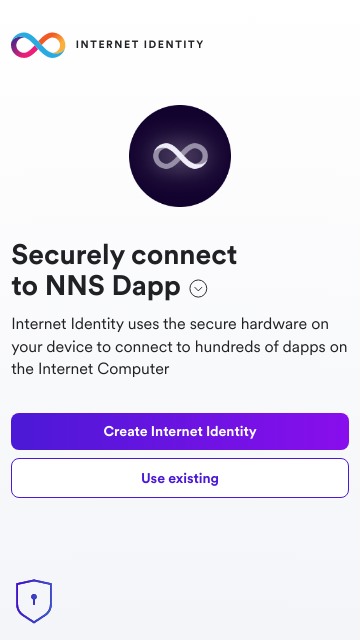 INTERNET IDENTITY
Securely connect
to NNS Dapp
Internet Identity uses the secure hardware on
your device to connect to hundreds of dapps on
the Internet Computer
Create Internet Identity
Use existing